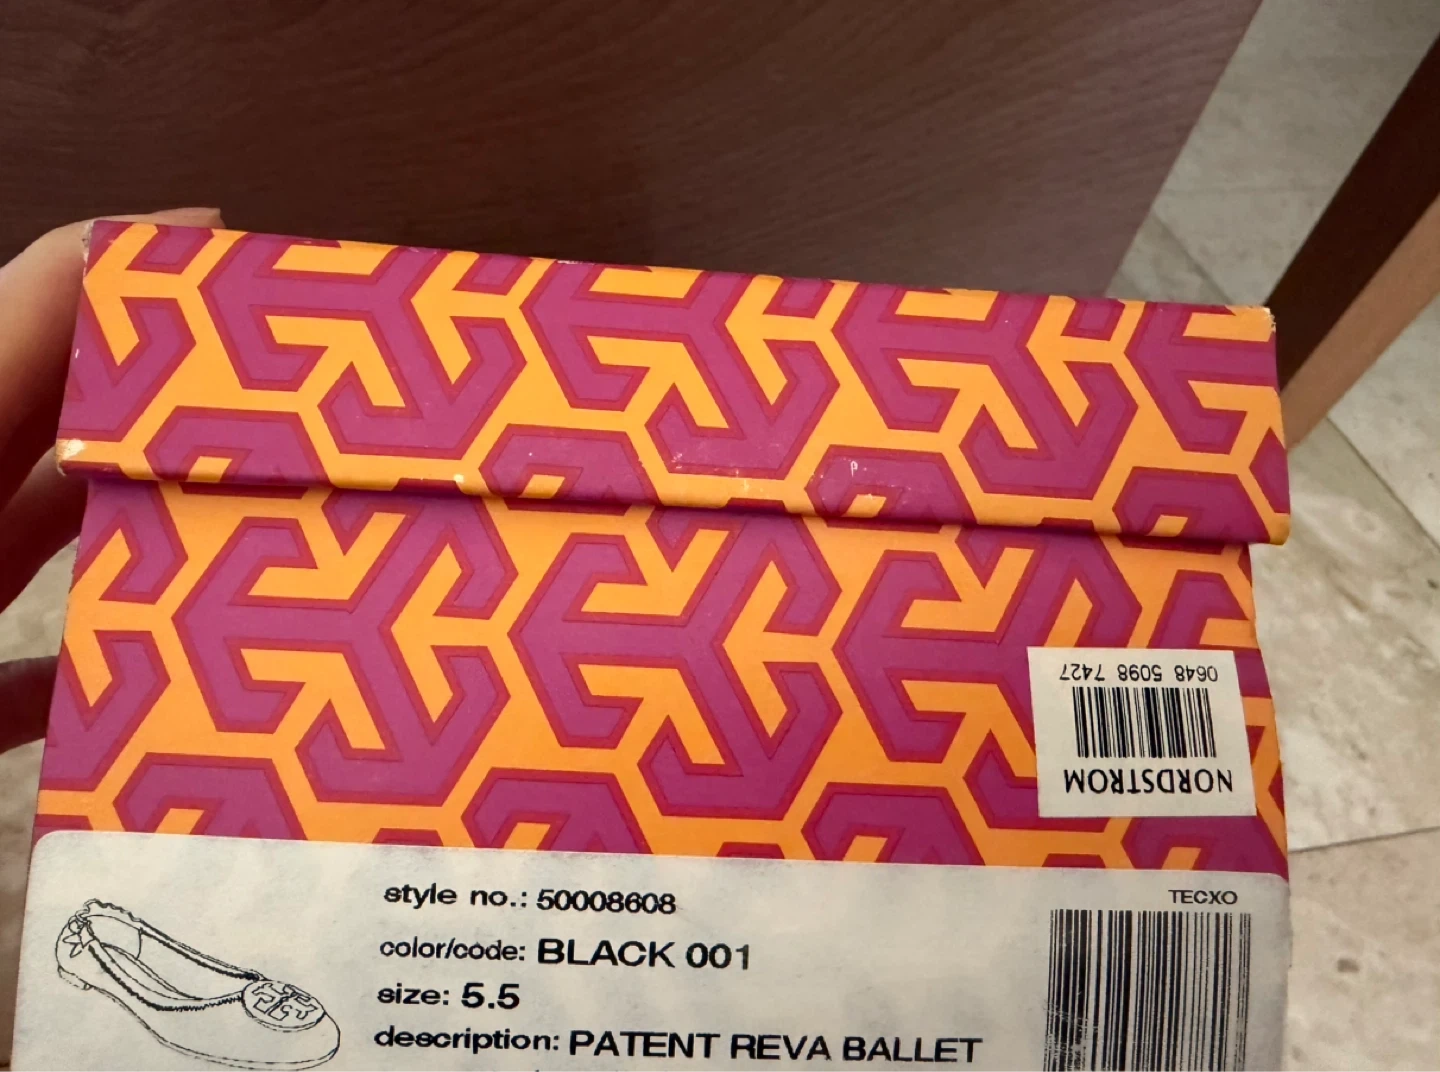 0648 5098 7427
NORDSTROM
style no.: 50008608
TECXO
color/code: BLACK 001
size: 5.5
description: PATENT REVA BALLET